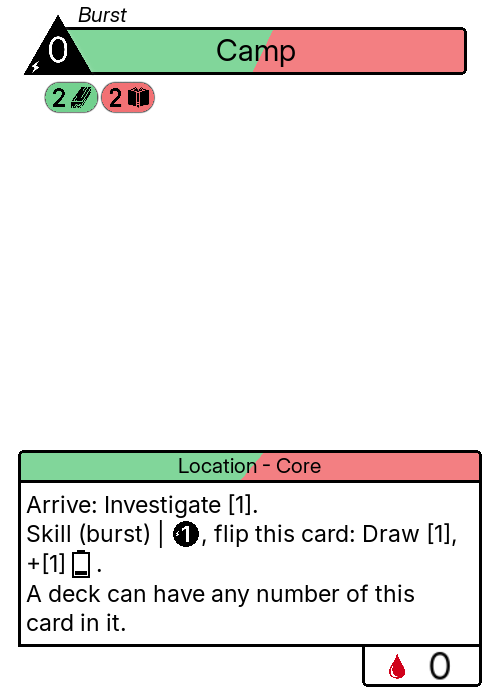 Burst
0 Camp
2 2
Location - Core
Arrive: Investigate [1].
Skill (burst) | 1, flip this card: Draw [1],
+[1] .
A deck can have any number of this
card in it.
0